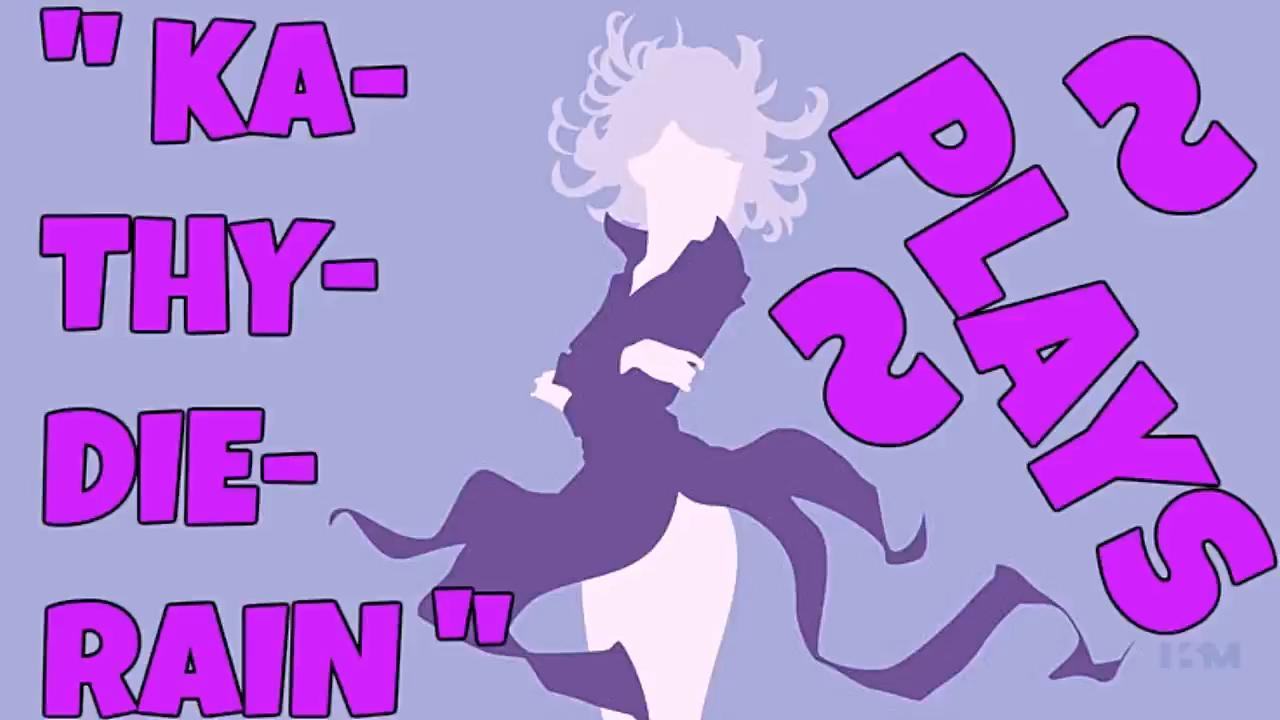 " KA-
THY-
DIE-
RAIN "
S
PLAYS
S